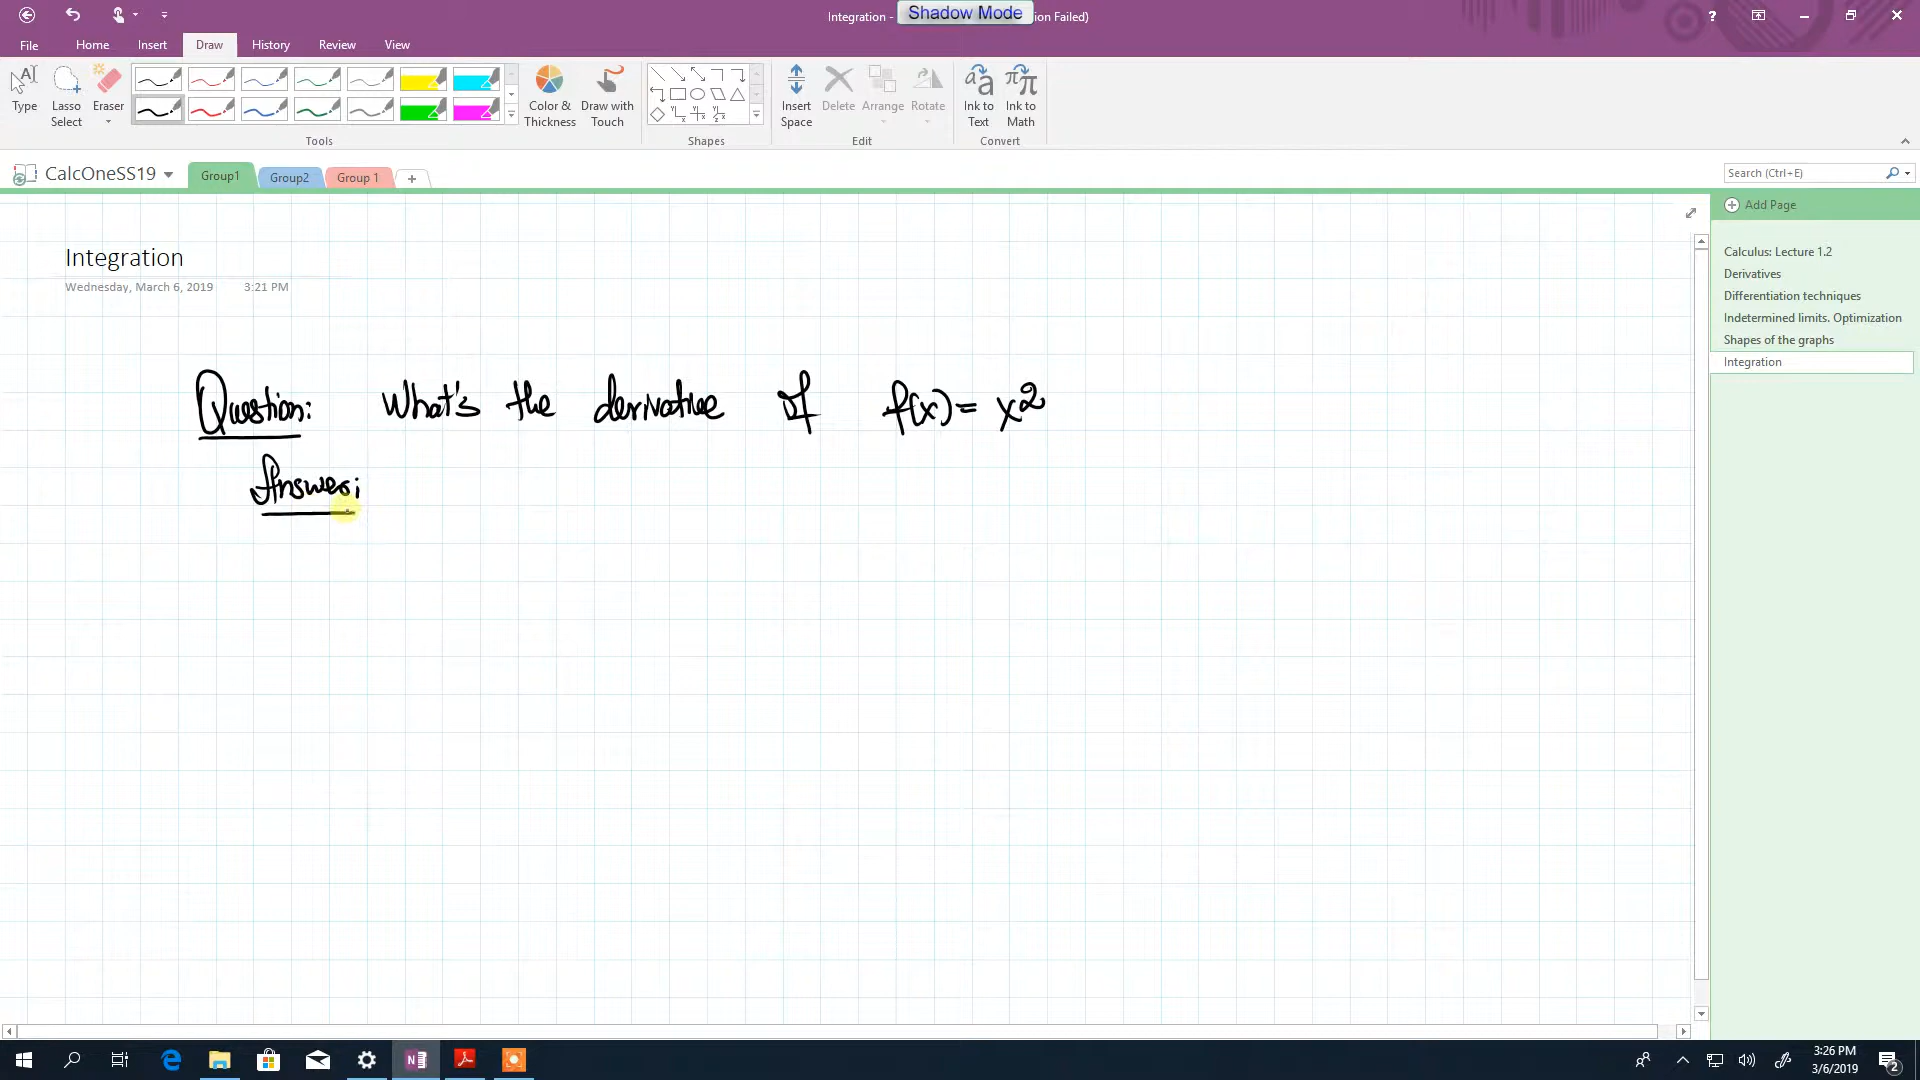 Integration - Shadow Mode ion Failed)
File Home Insert Draw History Review View
Type Lasso Select Eraser Color & Thickness Draw with Touch Insert Space Delete Arrange Rotate Ink to Text Ink to Math
Tools Shapes Edit Convert
CalcOneSS19 Group1 Group2 Group 1 + Search (Ctrl+E)
Add Page
Calculus: Lecture 1.2
Derivatives
Differentiation techniques
Indetermined limits. Optimization
Shapes of the graphs
Integration
Integration
Wednesday, March 6, 2019 3:21 PM
Question: What's the derivative of f(x) = x²
Answer:
3:26 PM
3/6/2019
2